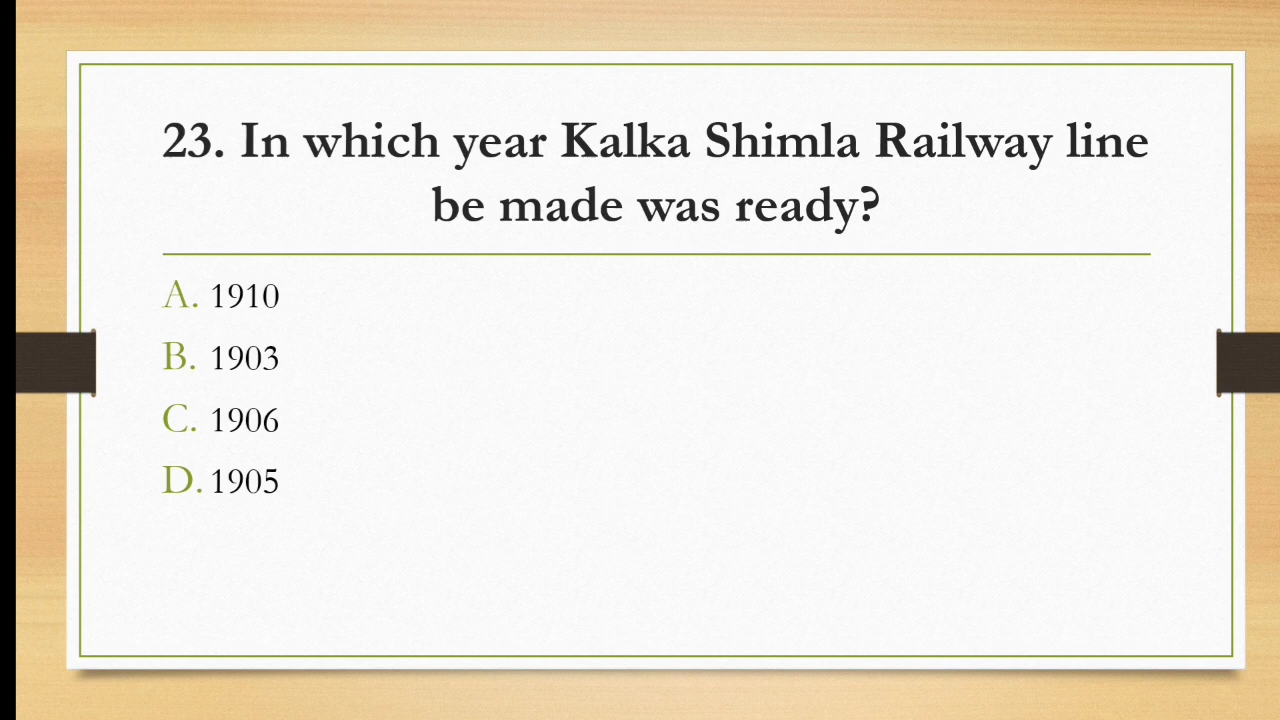 23. In which year Kalka Shimla Railway line
be made was ready?
A. 1910
B. 1903
C. 1906
D. 1905